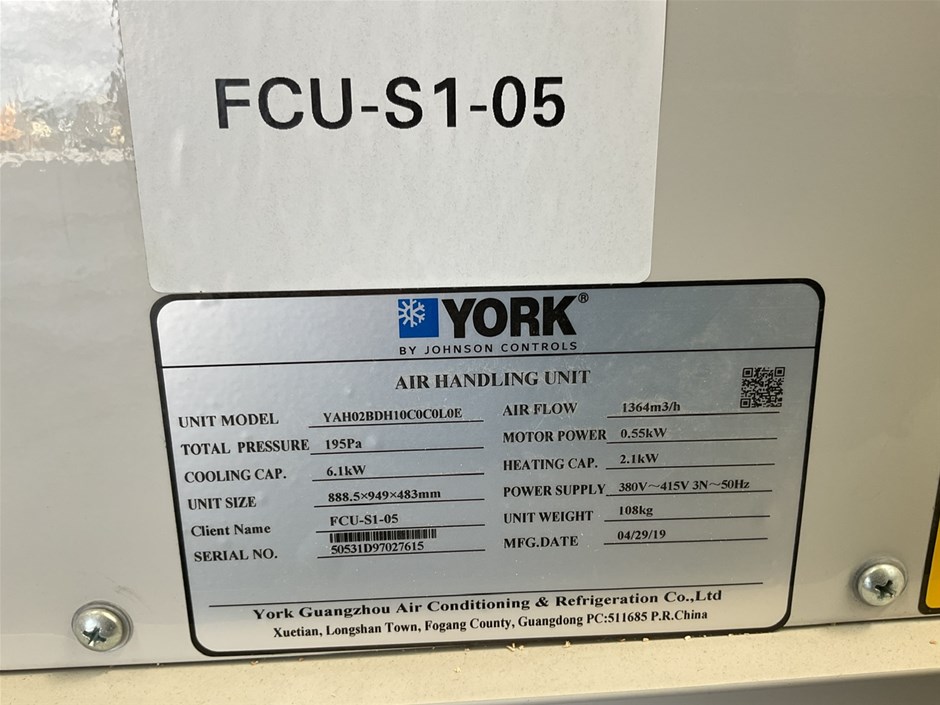 FCU-S1-05
YORK®
BY JOHNSON CONTROLS
AIR HANDLING UNIT
UNIT MODEL YAH02BDH10C0C0L0E AIR FLOW 1364m3/h
TOTAL PRESSURE 195Pa MOTOR POWER 0.55kW
COOLING CAP. 6.1kW HEATING CAP. 2.1kW
UNIT SIZE 888.5×949×483mm POWER SUPPLY 380V~415V 3N~50Hz
Client Name FCU-S1-05 UNIT WEIGHT 108kg
SERIAL NO. 50531D97027615 MFG.DATE 04/29/19
York Guangzhou Air Conditioning & Refrigeration Co.,Ltd
Xuetian, Longshan Town, Fogang County, Guangdong PC:511685 P.R.China